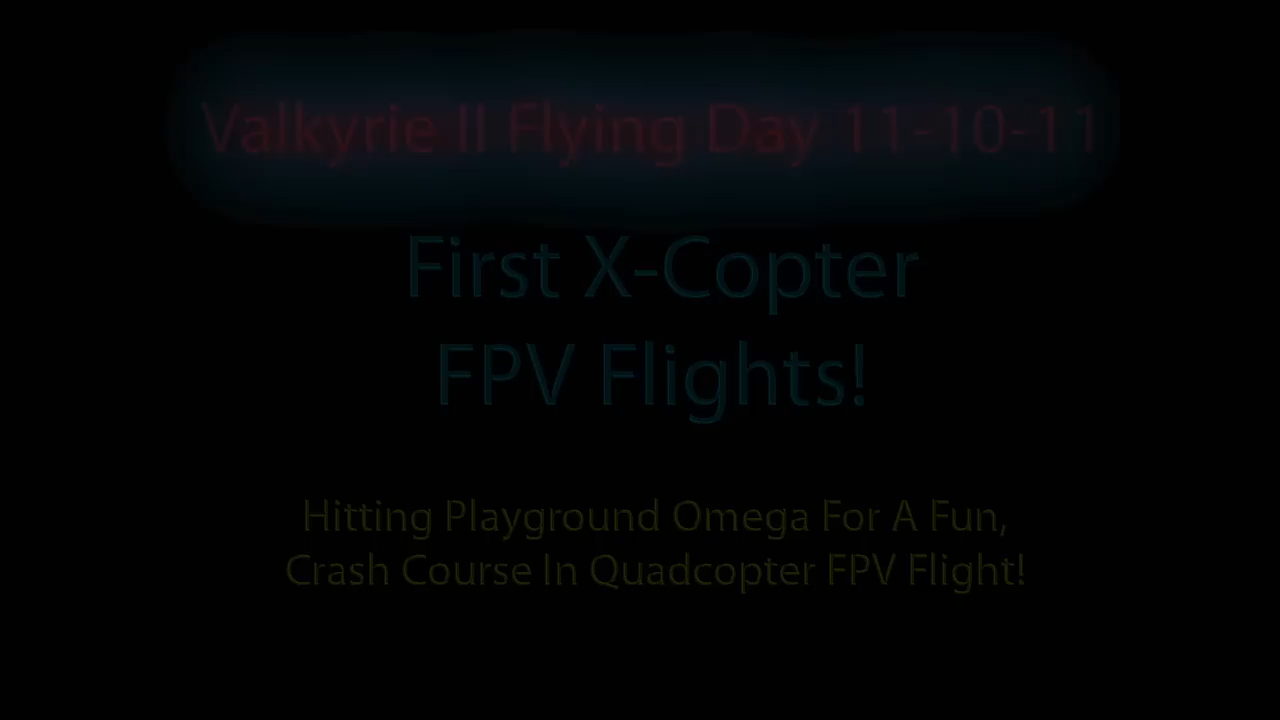 Valkyrie II Flying Day 11-10-11
First X-Copter
FPV Flights!
Hitting Playground Omega For A Fun,
Crash Course In Quadcopter FPV Flight!